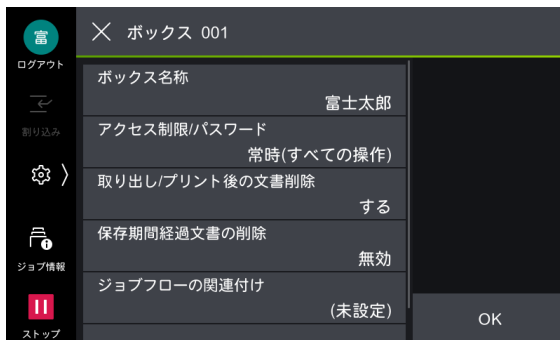 富
ボックス 001
ログアウト
ボックス名称
富士太郎
割り込み
アクセス制限/パスワード
常時(すべての操作)
取り出し/プリント後の文書削除
する
保存期間経過文書の削除
無効
ジョブ情報
ジョブフローの関連付け
(未設定)
OK
ストップ